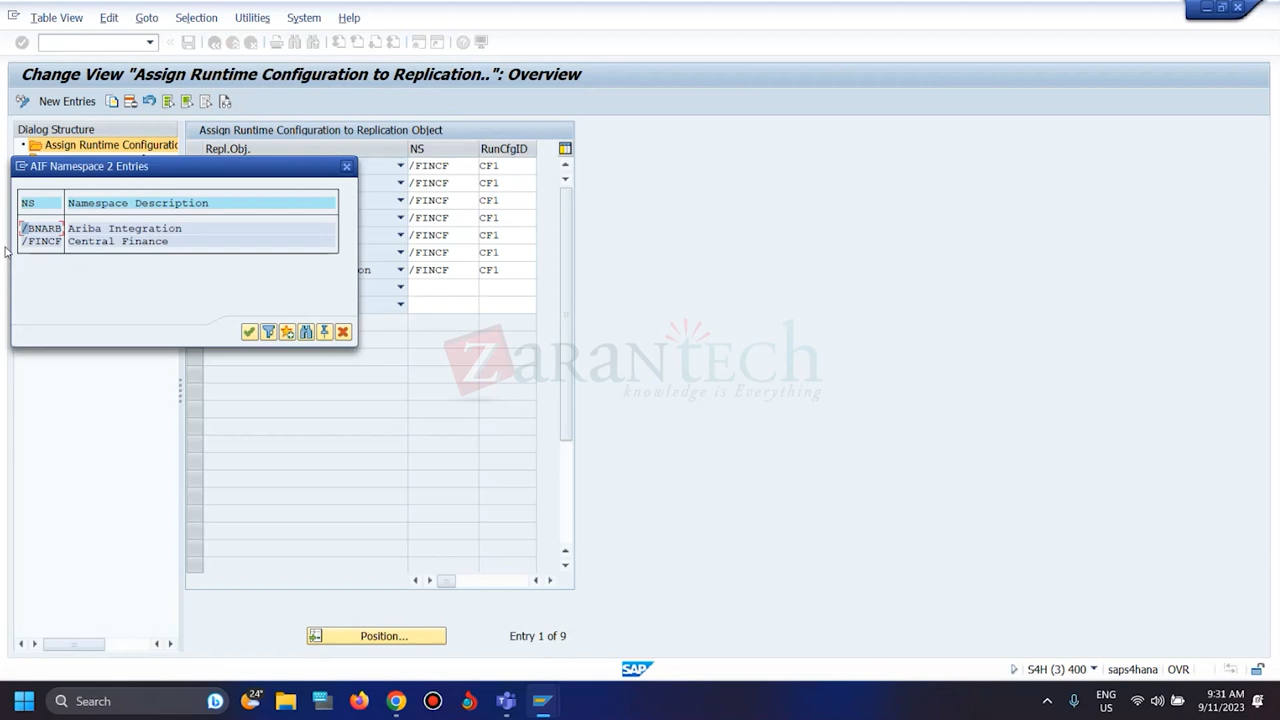 Table View Edit Goto Selection Utilities System Help
Change View "Assign Runtime Configuration to Replication..": Overview
New Entries
Dialog Structure
Assign Runtime Configuratic
AIF Namespace 2 Entries
NS Namespace Description
/BNARB Ariba Integration
/FINCF Central Finance
Assign Runtime Configuration to Replication Object
Repl.Obj. NS RunCfgID
/FINCF CF1
/FINCF CF1
/FINCF CF1
/FINCF CF1
/FINCF CF1
/FINCF CF1
on /FINCF CF1
zaranтech
knowledge is Everything
Position... Entry 1 of 9
SAP
S4H (3) 400 saps4hana OVR
24°
Search
ENG
US
9:31 AM
9/11/2023